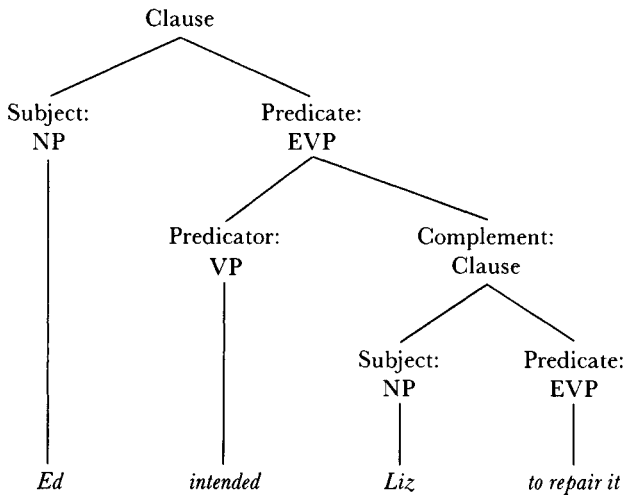 Clause
Subject: Predicate:
NP EVP
Predicator: Complement:
VP Clause
Subject: Predicate:
NP EVP
Ed intended Liz to repair it